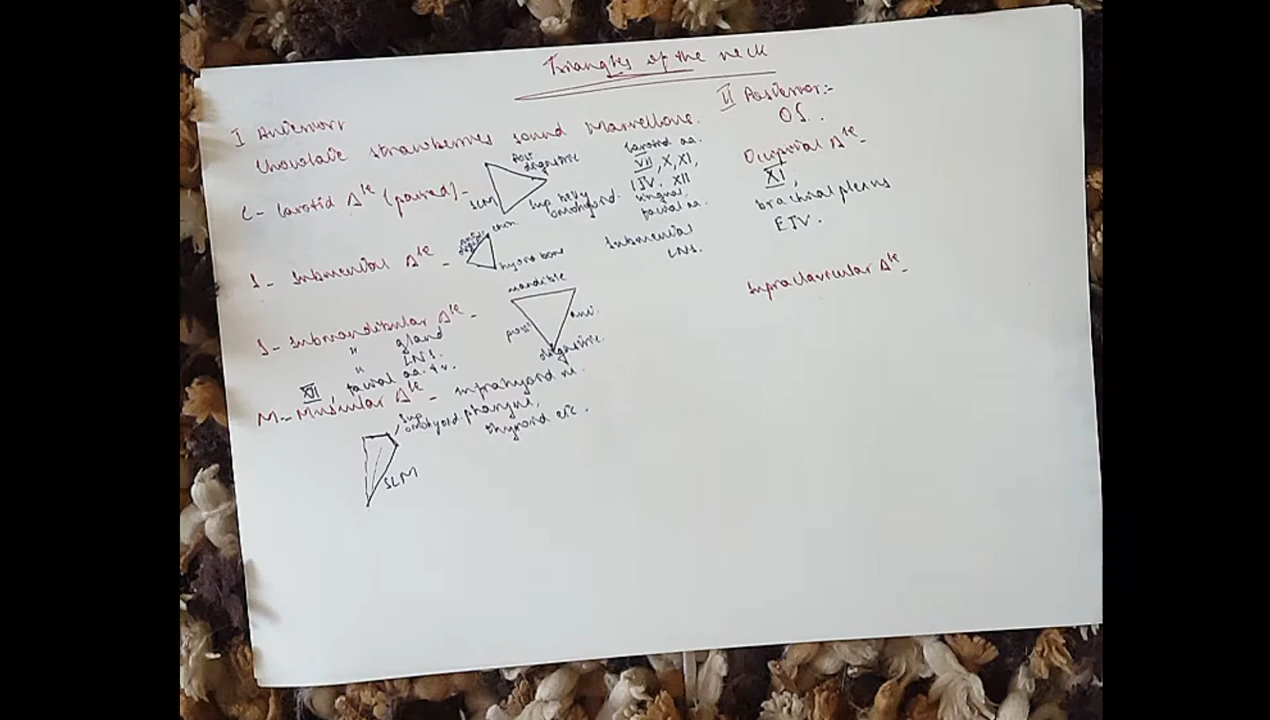 Triangles of the neck
I Anterior
Chocolate strawberries sound Marvellous.
C - Carotid Δle (paired) -
post
digastric
SCM
sup belly
omohyoid.
carotid aa.
VII, X, XI,
IJV. XII
lingual
facial aa.
S - Submental Δle -
chin
hyoid bone
Submental
LNs.
S - Submandibular Δle -
" gland
" LNs.
XII, facial aa. + v.
mandible
post
ant.
digastric.
M - Muscular Δle - infrahyoid m.
pharynx,
thyroid etc.
sup
omohyoid
SCM
II Posterior:-
OS..
Occipital Δle -
XI,
brachial plexus
EJV.
Supraclavicular Δle -